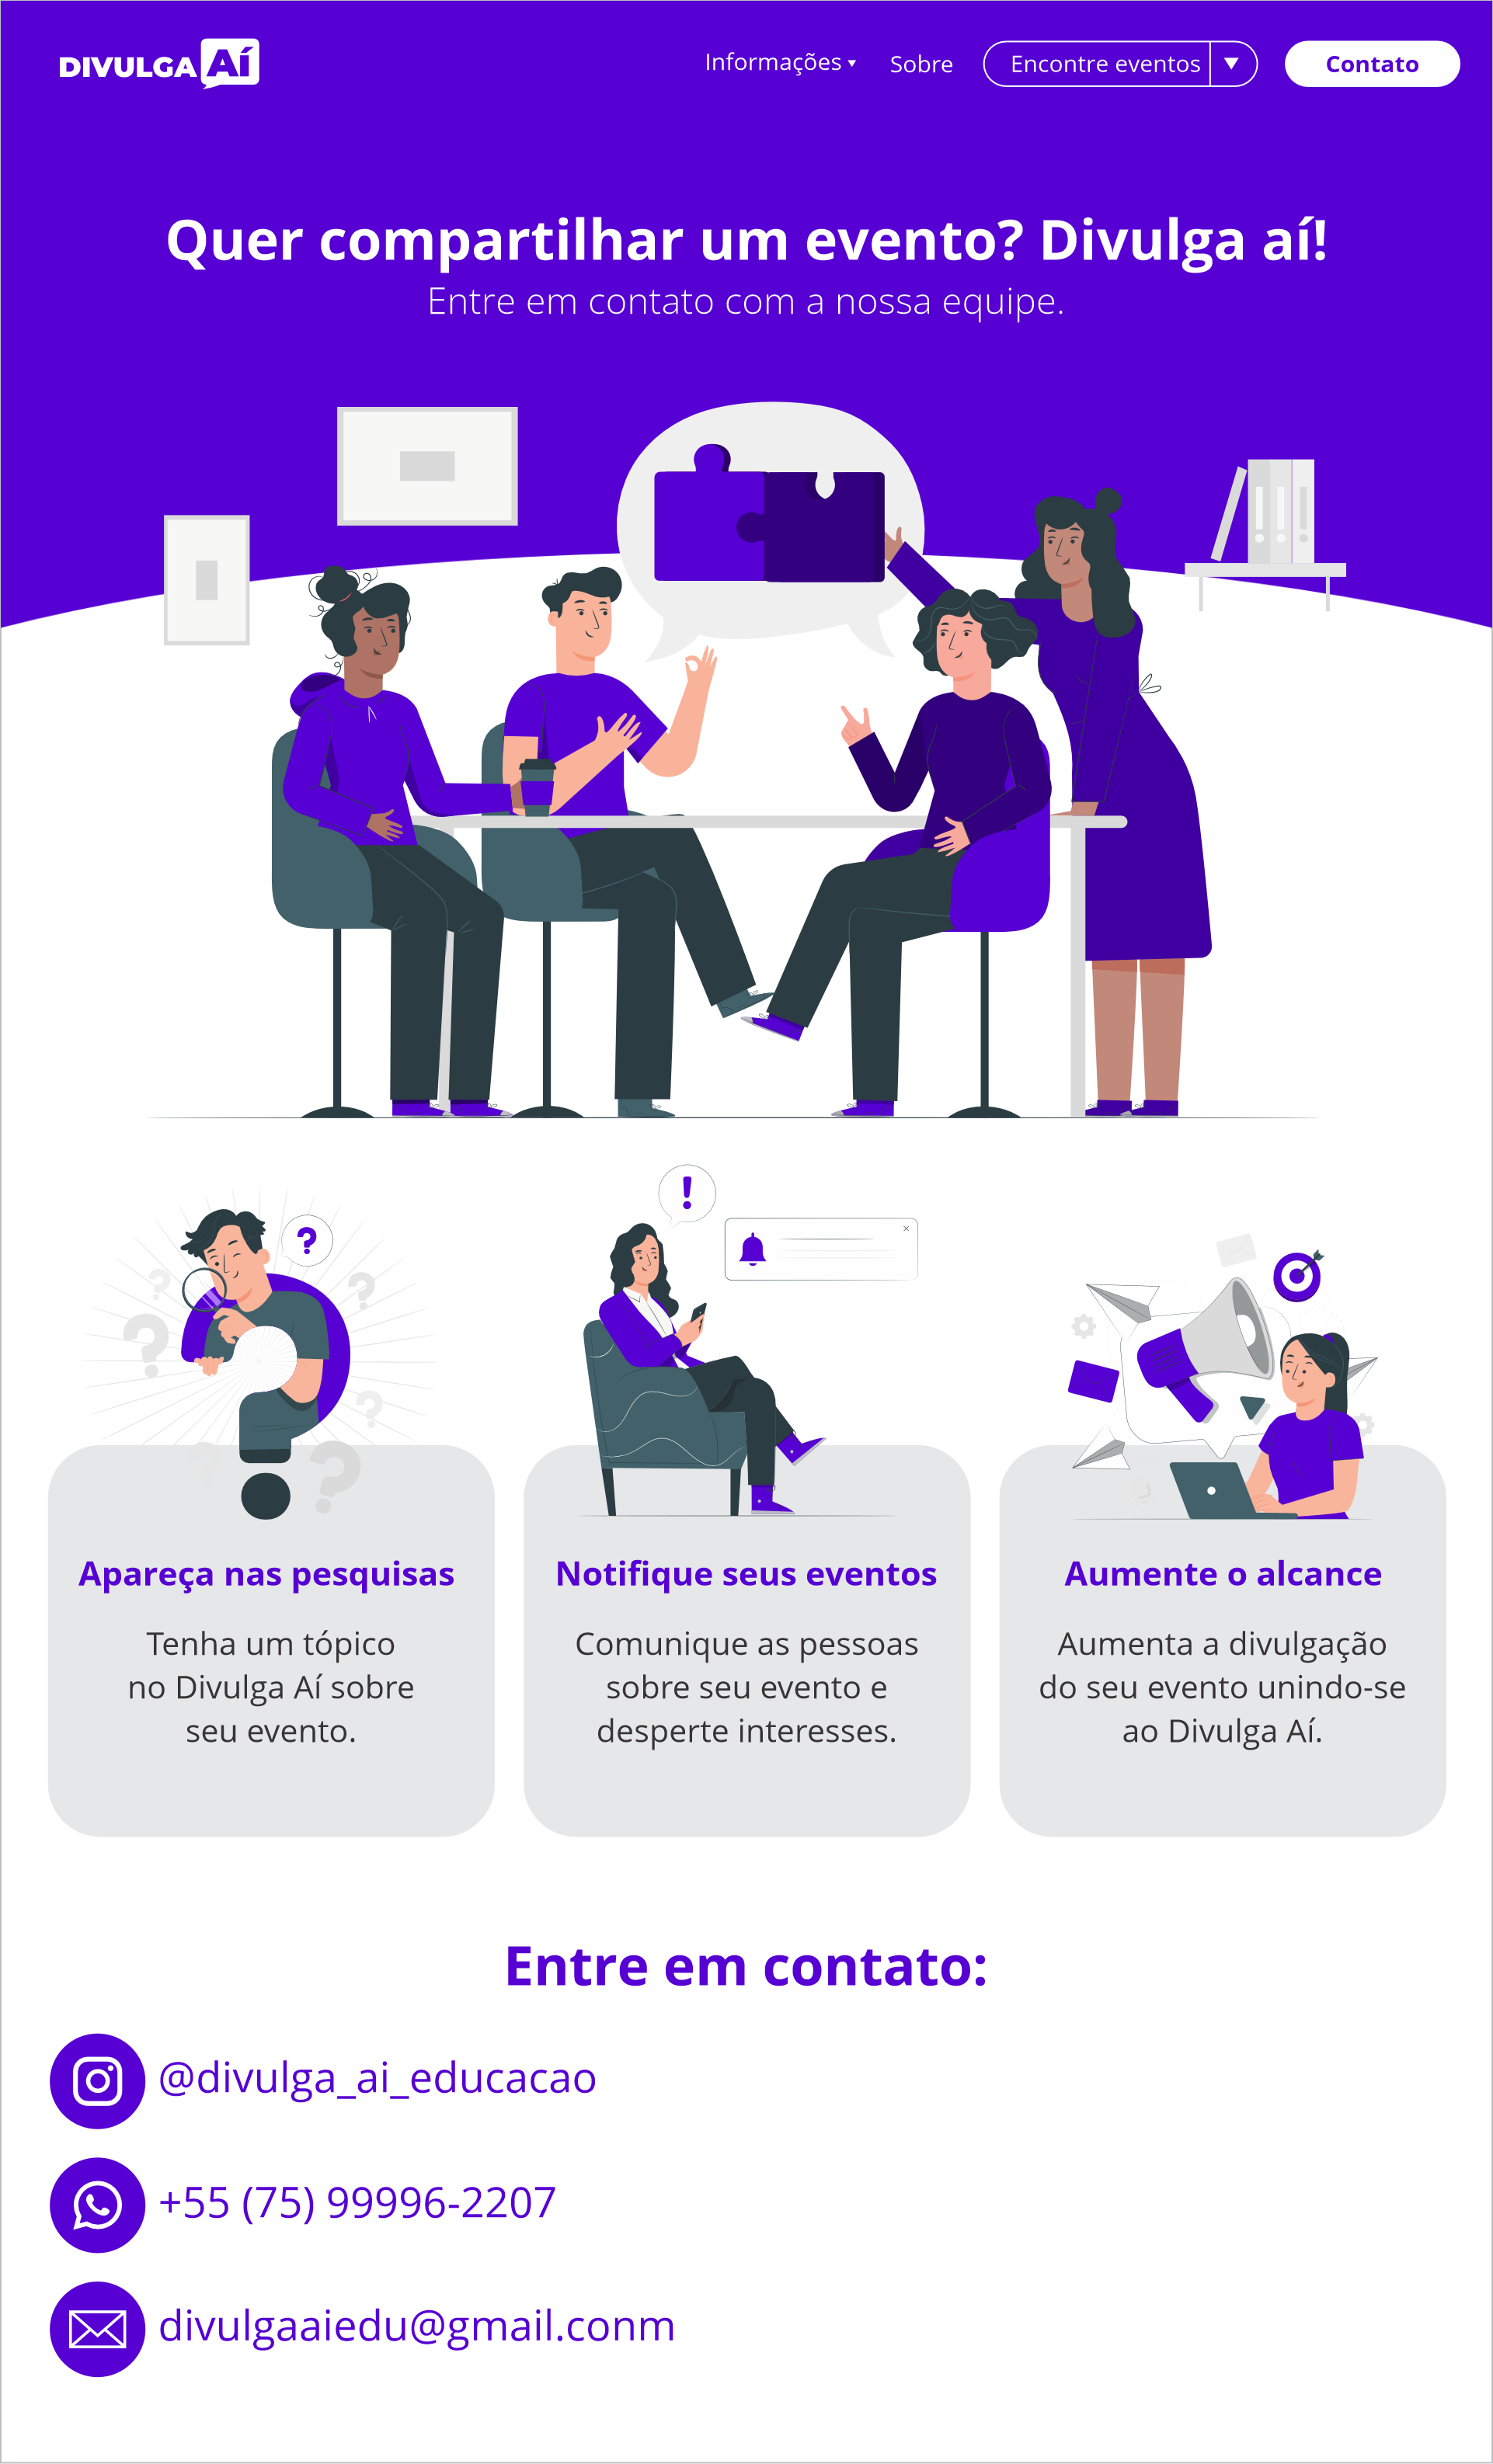 DIVULGA Aí
Informações Sobre Encontre eventos Contato
Quer compartilhar um evento? Divulga aí!
Entre em contato com a nossa equipe.
!
?
Apareça nas pesquisas
Tenha um tópico
no Divulga Aí sobre
seu evento.
Notifique seus eventos
Comunique as pessoas
sobre seu evento e
desperte interesses.
Aumente o alcance
Aumenta a divulgação
do seu evento unindo-se
ao Divulga Aí.
Entre em contato:
@divulga_ai_educacao
+55 (75) 99996-2207
divulgaaiedu@gmail.conm